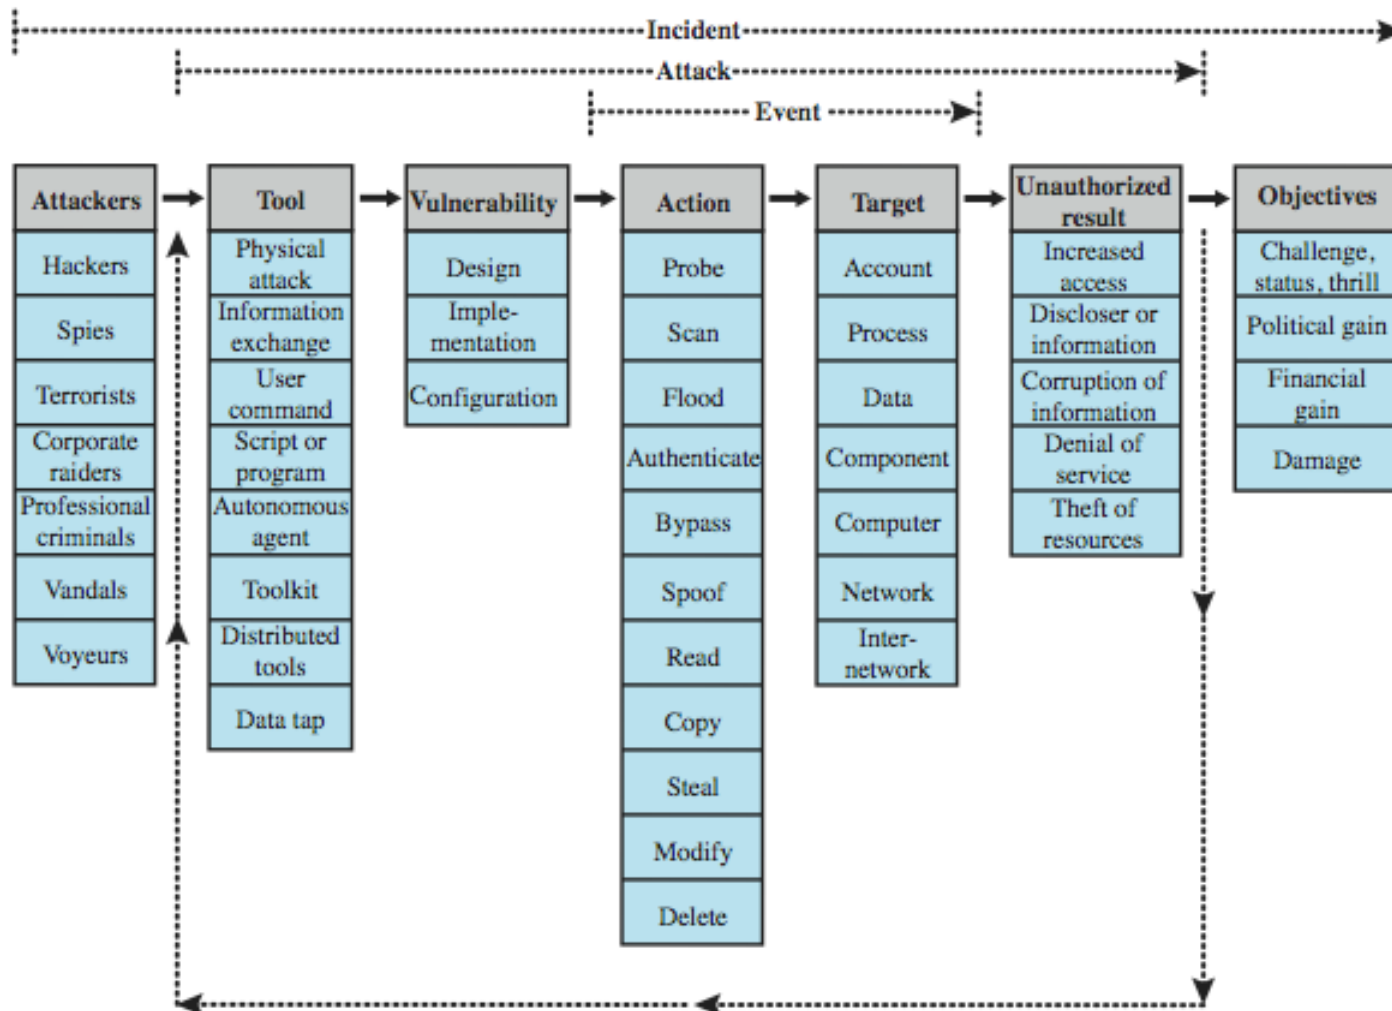 Incident
Attack
Event
Attackers
Hackers
Spies
Terrorists
Corporate
raiders
Professional
criminals
Vandals
Voyeurs
Tool
Physical
attack
Information
exchange
User
command
Script or
program
Autonomous
agent
Toolkit
Distributed
tools
Data tap
Vulnerability
Design
Imple-
mentation
Configuration
Action
Probe
Scan
Flood
Authenticate
Bypass
Spoof
Read
Copy
Steal
Modify
Delete
Target
Account
Process
Data
Component
Computer
Network
Inter-
network
Unauthorized
result
Increased
access
Discloser or
information
Corruption of
information
Denial of
service
Theft of
resources
Objectives
Challenge,
status, thrill
Political gain
Financial
gain
Damage